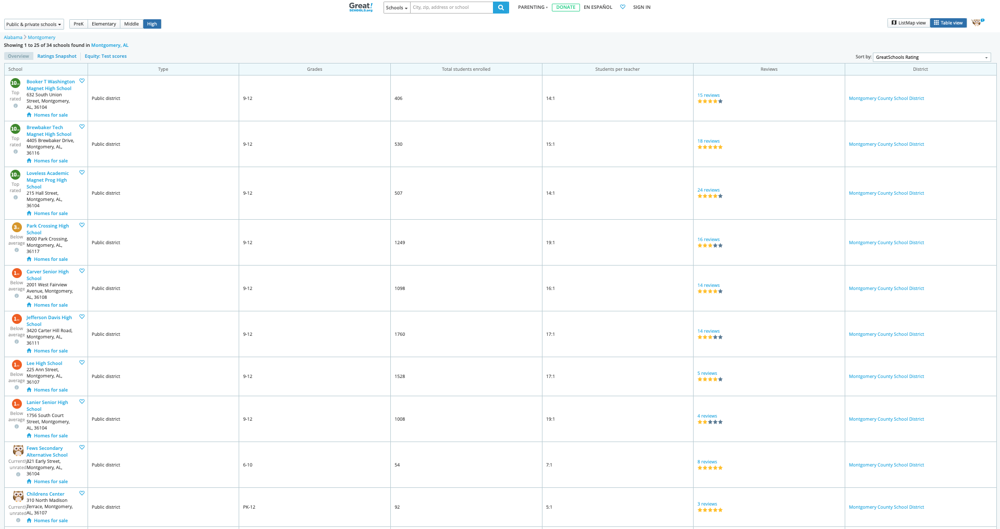 Great!
SCHOOLS.org
Schools
City, zip, address or school
PARENTING
DONATE
EN ESPAÑOL
SIGN IN
Public & private schools
PreK
Elementary
Middle
High
ListMap view
Table view
Alabama
Montgomery
Showing 1 to 25 of 34 schools found in Montgomery, AL
Overview
Ratings Snapshot
Equity: Test scores
Sort by: GreatSchools Rating
School
Type
Grades
Total students enrolled
Students per teacher
Reviews
District
10
Top
rated
Booker T Washington
Magnet High School
632 South Union
Street, Montgomery,
AL, 36104
Homes for sale
Public district
9-12
406
14:1
15 reviews
Montgomery County School District
10
Top
rated
Brewbaker Tech
Magnet High School
4405 Brewbaker Drive,
Montgomery, AL,
36116
Homes for sale
Public district
9-12
530
15:1
18 reviews
Montgomery County School District
10
Top
rated
Loveless Academic
Magnet Prog High
School
215 Hall Street,
Montgomery, AL,
36104
Homes for sale
Public district
9-12
507
14:1
24 reviews
Montgomery County School District
3
Below
average
Park Crossing High
School
8000 Park Crossing,
Montgomery, AL,
36117
Homes for sale
Public district
9-12
1249
19:1
16 reviews
Montgomery County School District
1
Below
average
Carver Senior High
School
2001 West Fairview
Avenue, Montgomery,
AL, 36108
Homes for sale
Public district
9-12
1098
16:1
14 reviews
Montgomery County School District
1
Below
average
Jefferson Davis High
School
3420 Carter Hill Road,
Montgomery, AL,
36111
Homes for sale
Public district
9-12
1760
17:1
14 reviews
Montgomery County School District
1
Below
average
Lee High School
225 Ann Street,
Montgomery, AL,
36107
Homes for sale
Public district
9-12
1528
17:1
5 reviews
Montgomery County School District
1
Below
average
Lanier Senior High
School
1756 South Court
Street, Montgomery,
AL, 36104
Homes for sale
Public district
9-12
1008
19:1
4 reviews
Montgomery County School District
Currently
unrated
Fews Secondary
Alternative School
321 Early Street,
Montgomery, AL,
36104
Homes for sale
Public district
6-10
54
7:1
8 reviews
Montgomery County School District
Currently
unrated
Childrens Center
310 North Madison
Terrace, Montgomery,
AL, 36107
Homes for sale
Public district
PK-12
92
5:1
3 reviews
Montgomery County School District